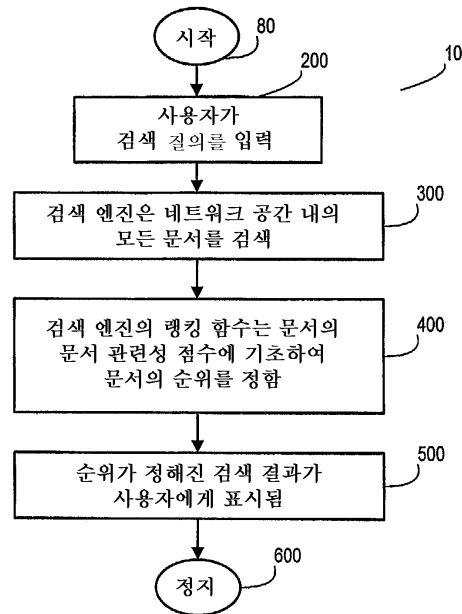 시작
80
10
200
사용자가
검색 질의를 입력
300
검색 엔진은 네트워크 공간 내의
모든 문서를 검색
400
검색 엔진의 랭킹 함수는 문서의
문서 관련성 점수에 기초하여
문서의 순위를 정함
500
순위가 정해진 검색 결과가
사용자에게 표시됨
600
정지